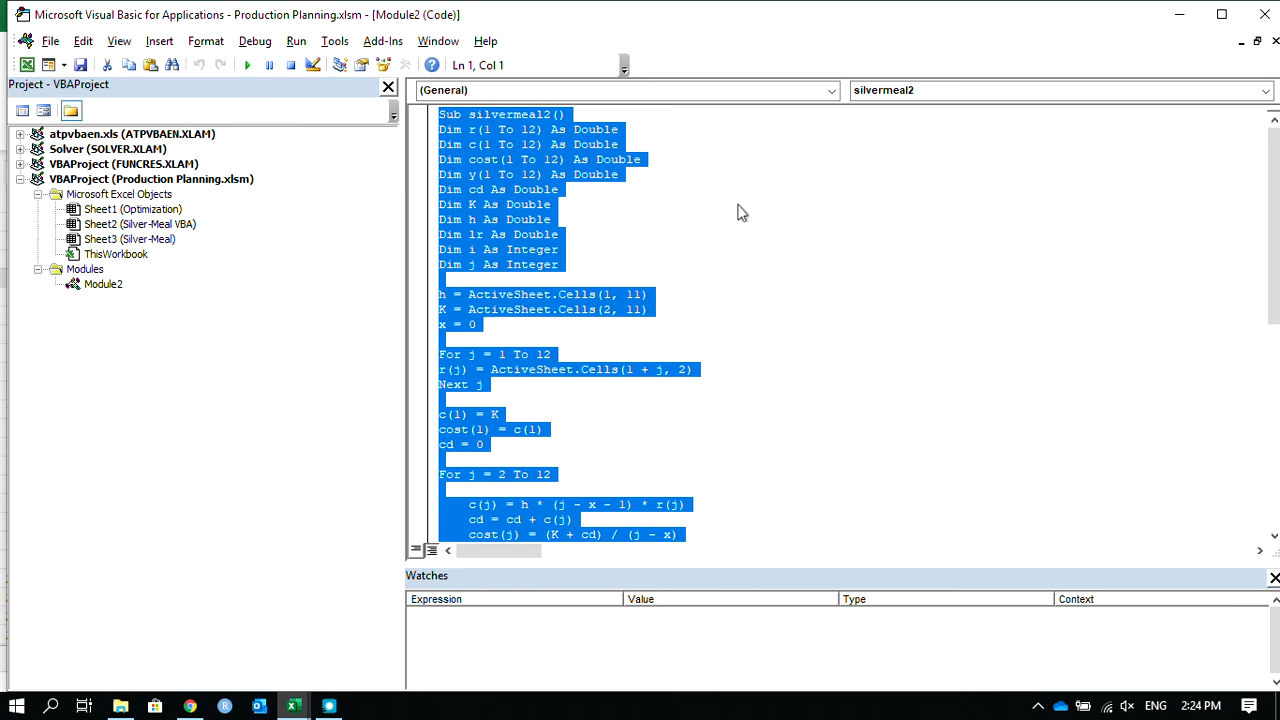 Microsoft Visual Basic for Applications - Production Planning.xlsm - [Module2 (Code)]
File Edit View Insert Format Debug Run Tools Add-Ins Window Help
Ln 1, Col 1
Project - VBAProject
(General)
silvermeal2
atpvbaen.xls (ATPVBAEN.XLAM)
Solver (SOLVER.XLAM)
VBAProject (FUNCRES.XLAM)
VBAProject (Production Planning.xlsm)
Microsoft Excel Objects
Sheet1 (Optimization)
Sheet2 (Silver-Meal VBA)
Sheet3 (Silver-Meal)
ThisWorkbook
Modules
Module2
Sub silvermeal2()
Dim r(1 To 12) As Double
Dim c(1 To 12) As Double
Dim cost(1 To 12) As Double
Dim y(1 To 12) As Double
Dim cd As Double
Dim K As Double
Dim h As Double
Dim lr As Double
Dim i As Integer
Dim j As Integer
h = ActiveSheet.Cells(1, 11)
K = ActiveSheet.Cells(2, 11)
x = 0
For j = 1 To 12
r(j) = ActiveSheet.Cells(1 + j, 2)
Next j
c(1) = K
cost(1) = c(1)
cd = 0
For j = 2 To 12
c(j) = h * (j - x - 1) * r(j)
cd = cd + c(j)
cost(j) = (K + cd) / (j - x)
Watches
Expression Value Type Context
ENG 2:24 PM